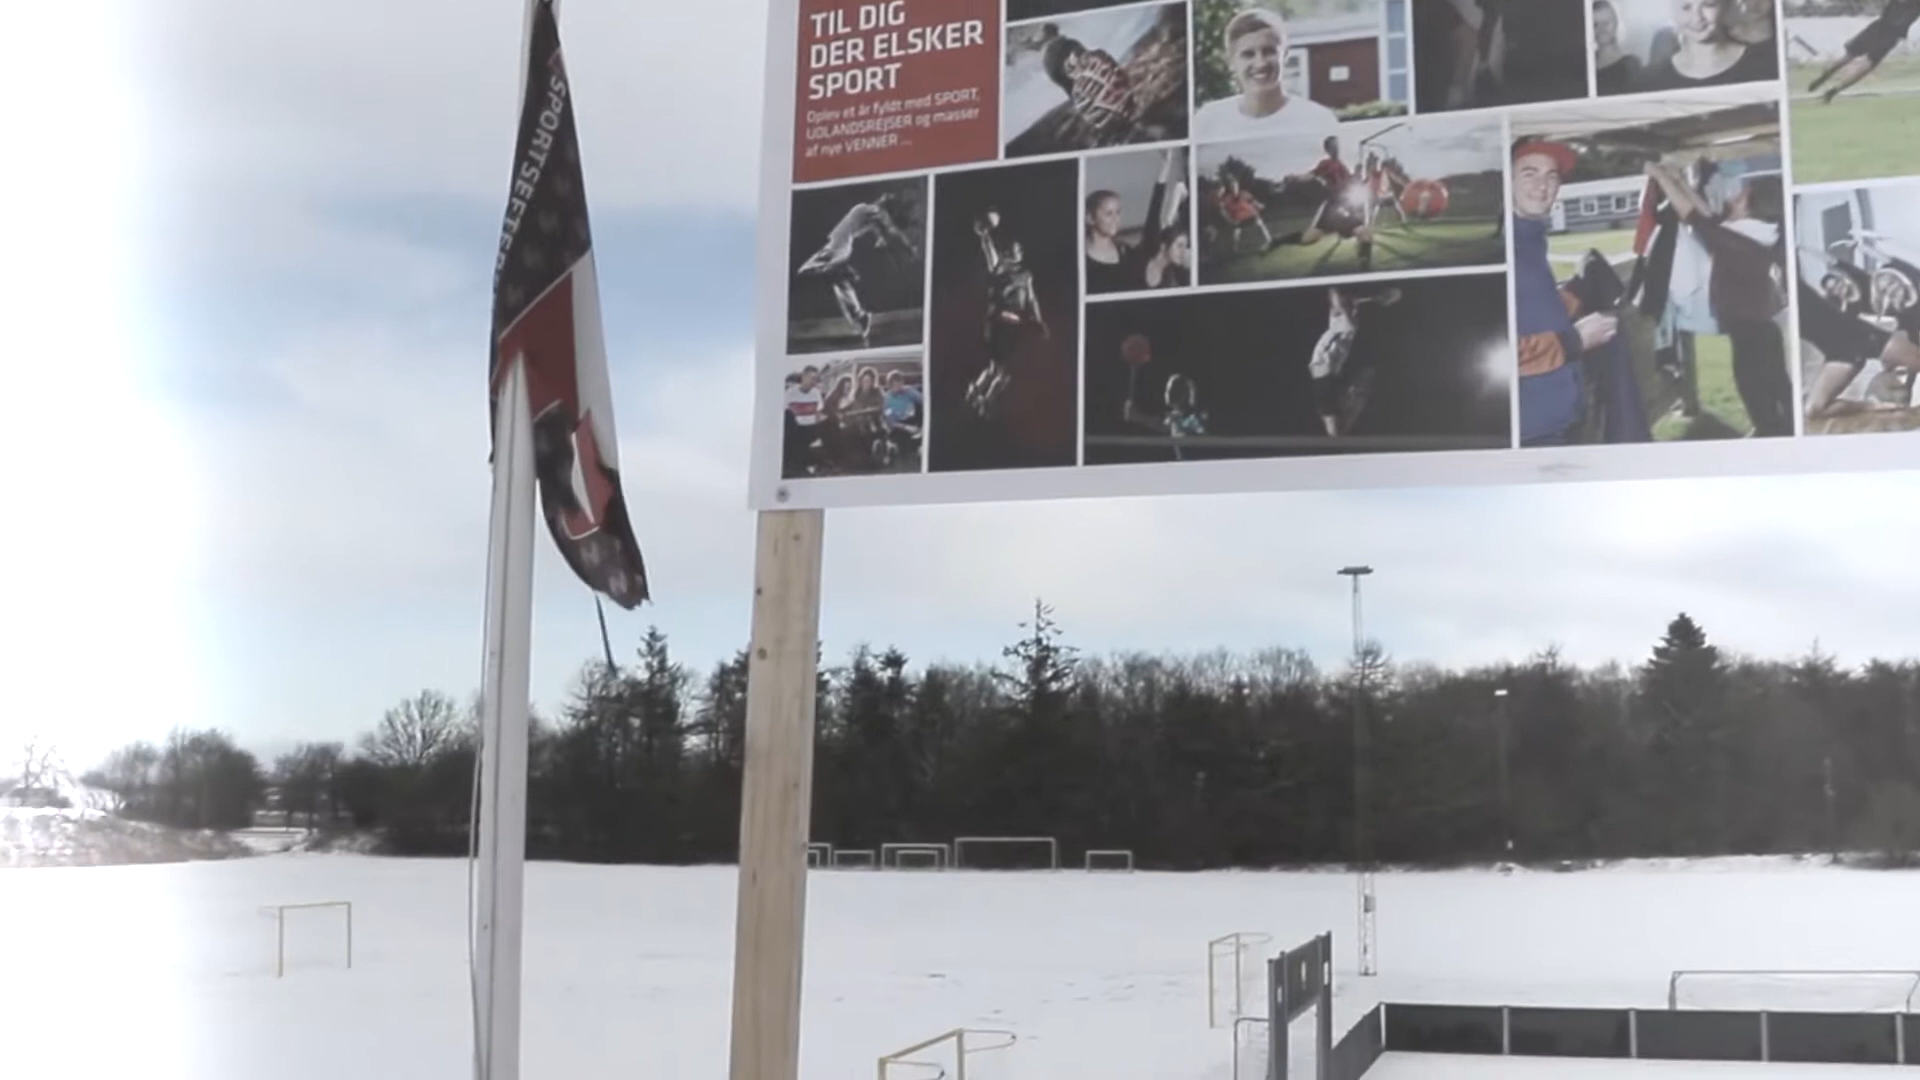 TIL DIG
DER ELSKER
SPORT
Oplev et år fyldt med SPORT,
UDLANDSREJSER og masser
af nye VENNER ...